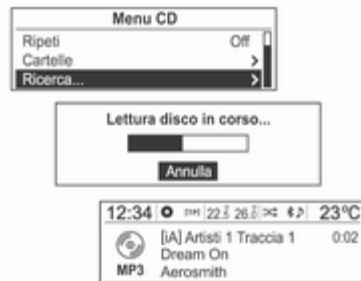 Menu CD
Ripeti Off
Cartelle >
Ricerca... >
Lettura disco in corso...
Annulla
12:34 22.5 26.0 23°C
[iA] Artisti 1 Traccia 1 0:02
Dream On
MP3 Aerosmith